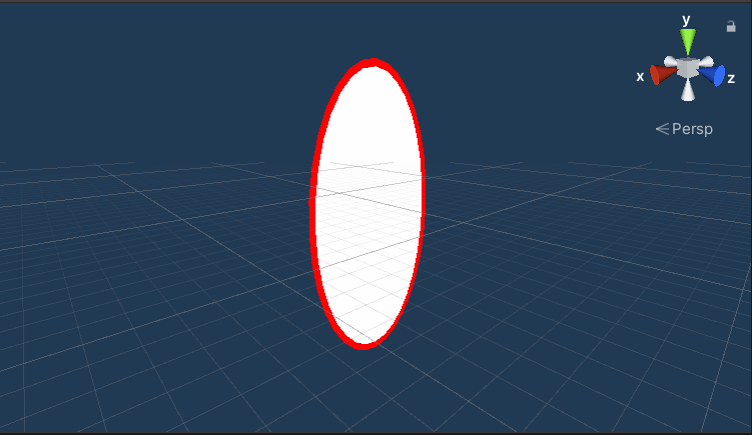 y
x z
< Persp